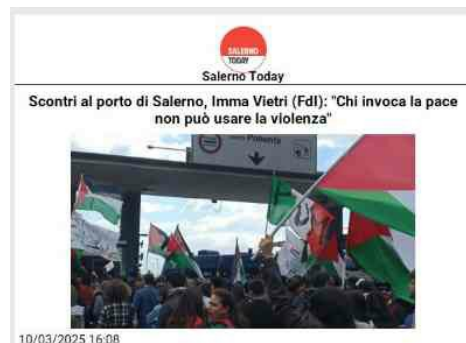 SALERNO
TODAY
Salerno Today
Scontri al porto di Salerno, Imma Vietri (FdI): "Chi invoca la pace
non può usare la violenza"
10/03/2025 16:08